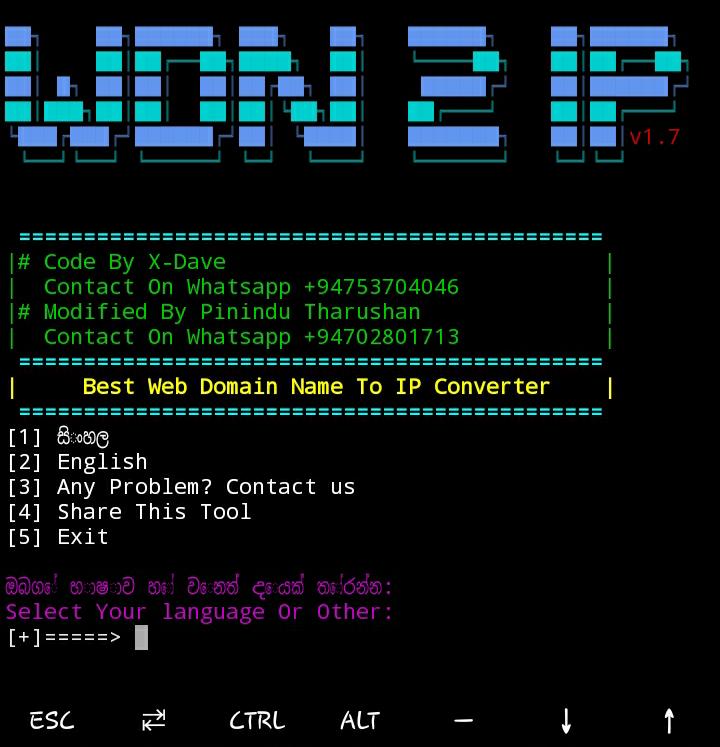 WDN 2 IP
v1.7
=============================================
|# Code By X-Dave |
| Contact On Whatsapp +94753704046 |
|# Modified By Pinindu Tharushan |
| Contact On Whatsapp +94702801713 |
=============================================
| Best Web Domain Name To IP Converter |
=============================================
[1] සිංහල
[2] English
[3] Any Problem? Contact us
[4] Share This Tool
[5] Exit
ඔබගේ භාෂාව හෝ වෙනත් දෙයක් තෝරන්න:
Select Your language Or Other:
[+]=====>
ESC ⇄ CTRL ALT – ↓ ↑